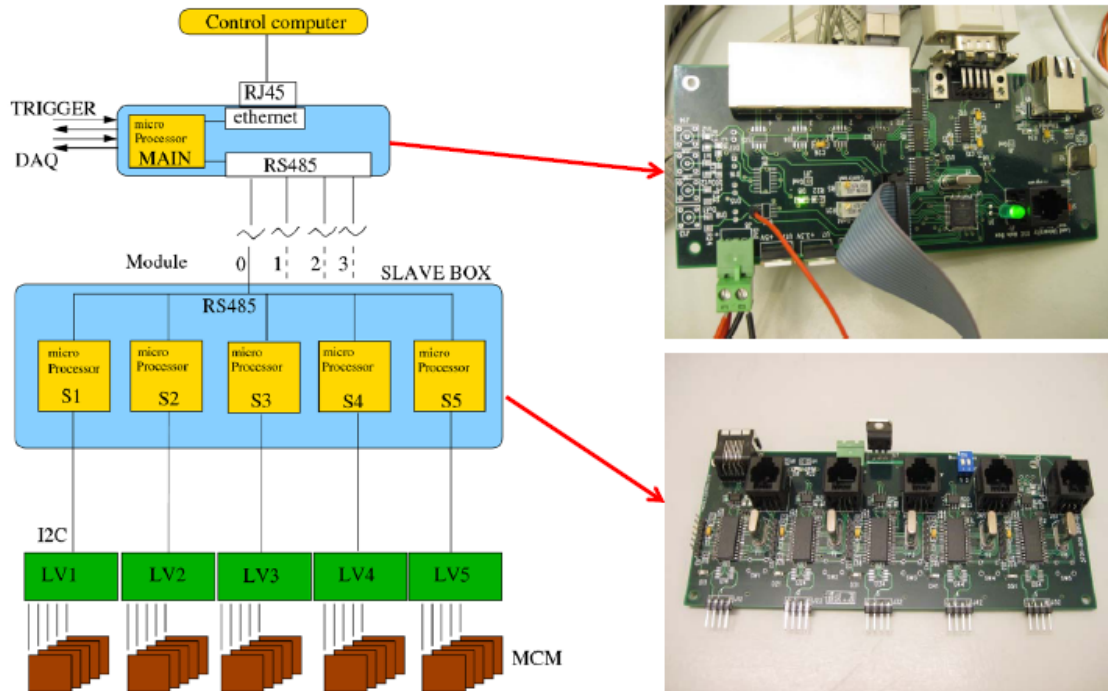 Control computer
RJ45
TRIGGER
micro
Processor
ethernet
MAIN
DAQ
RS485
Module
0
1
2
3
SLAVE BOX
RS485
micro
Processor
S1
micro
Processor
S2
micro
Processor
S3
micro
Processor
S4
micro
Processor
S5
I2C
LV1
LV2
LV3
LV4
LV5
MCM